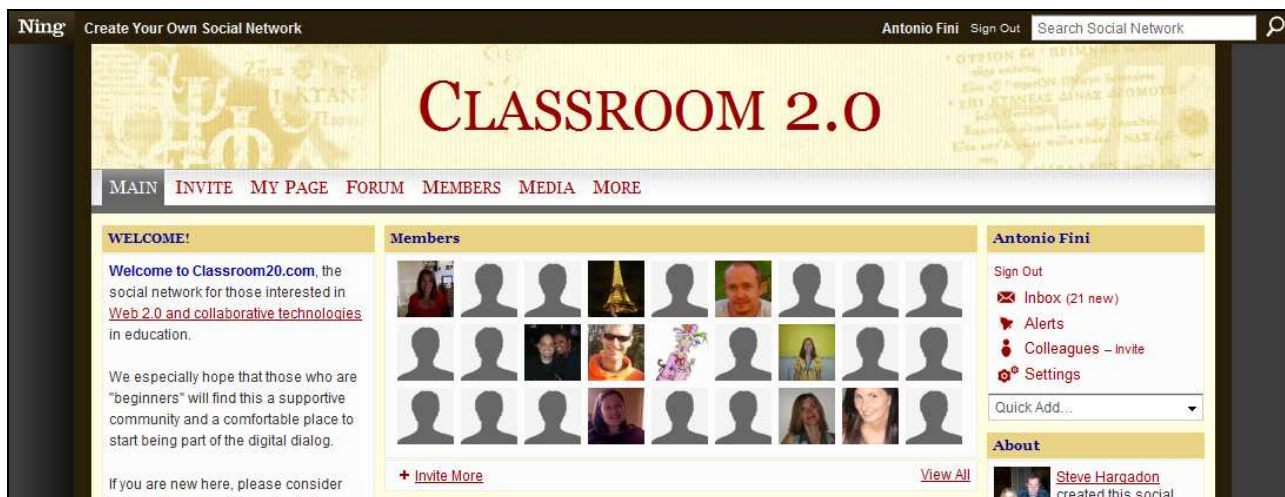 Ning Create Your Own Social Network Antonio Fini Sign Out Search Social Network
CLASSROOM 2.0
MAIN INVITE MY PAGE FORUM MEMBERS MEDIA MORE
WELCOME!
Welcome to Classroom20.com, the
social network for those interested in
Web 2.0 and collaborative technologies
in education.
We especially hope that those who are
"beginners" will find this a supportive
community and a comfortable place to
start being part of the digital dialog.
If you are new here, please consider
Members
+ Invite More View All
Antonio Fini
Sign Out
Inbox (21 new)
Alerts
Colleagues – Invite
Settings
Quick Add...
About
Steve Hargadon
created this social